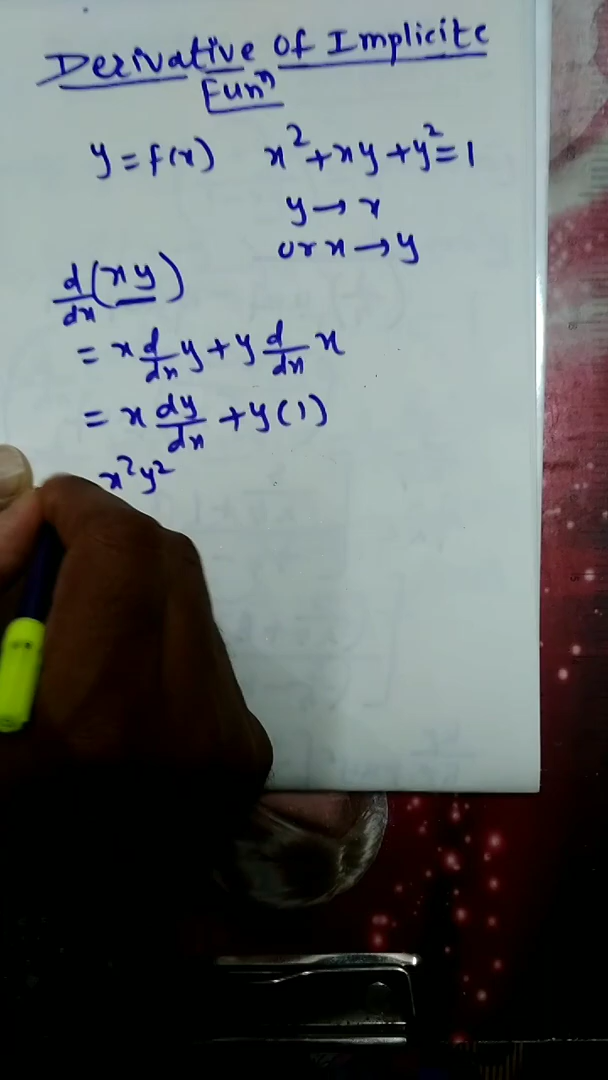 Derivative of Implicite
Funⁿ
y = f(x) x² + xy + y² = 1
y → x
or x → y
d/dx (xy)
= x d/dx y + y d/dx x
= x dy/dx + y(1)
x²y²